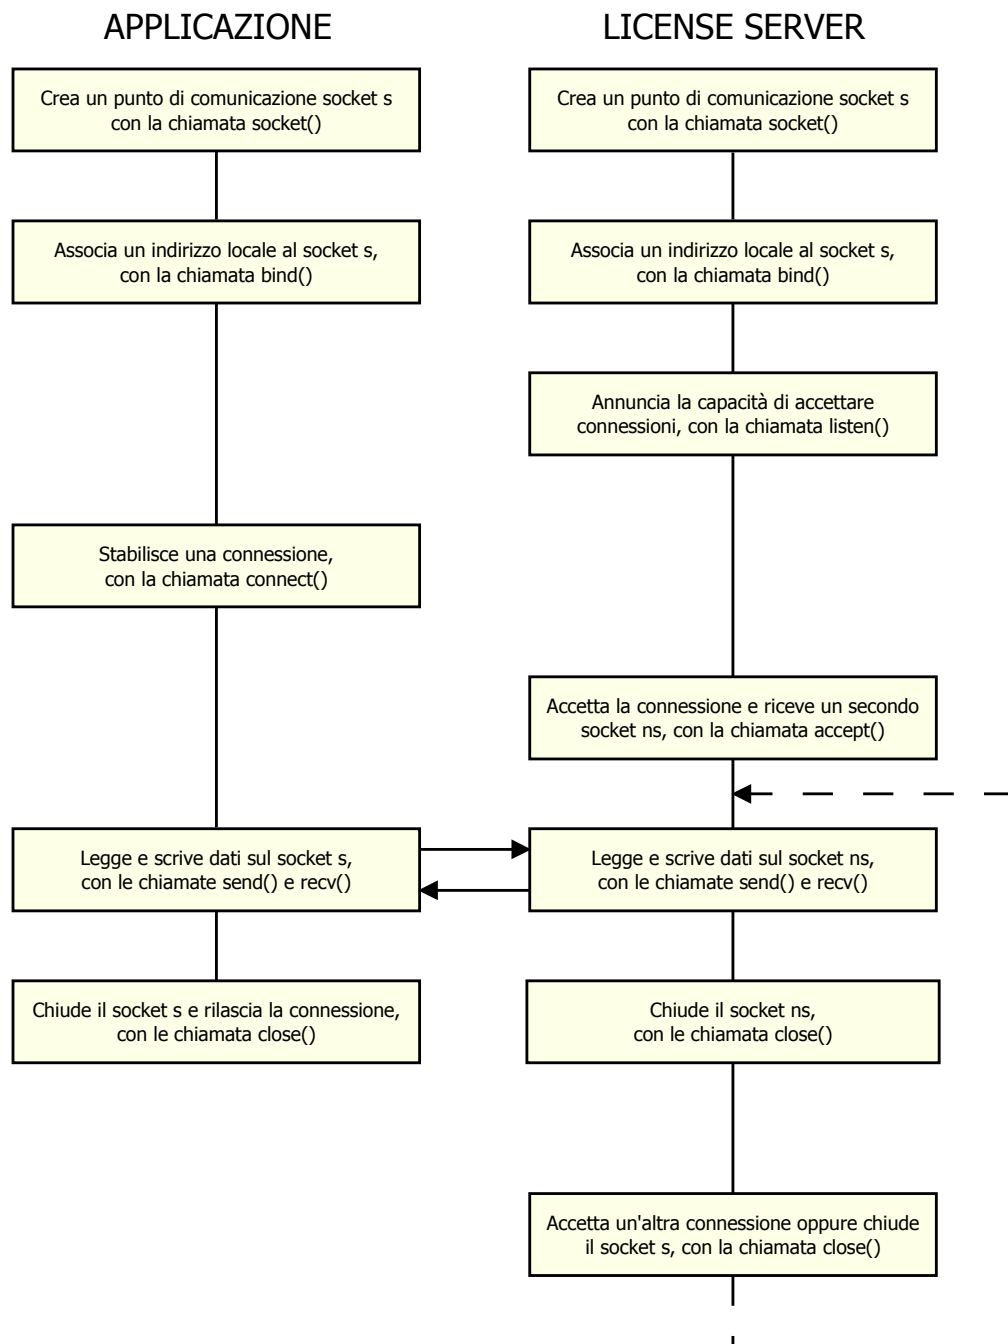 APPLICAZIONE
LICENSE SERVER
Crea un punto di comunicazione socket s
con la chiamata socket()
Crea un punto di comunicazione socket s
con la chiamata socket()
Associa un indirizzo locale al socket s,
con la chiamata bind()
Associa un indirizzo locale al socket s,
con la chiamata bind()
Annuncia la capacità di accettare
connessioni, con la chiamata listen()
Stabilisce una connessione,
con la chiamata connect()
Accetta la connessione e riceve un secondo
socket ns, con la chiamata accept()
Legge e scrive dati sul socket s,
con le chiamate send() e recv()
Legge e scrive dati sul socket ns,
con le chiamate send() e recv()
Chiude il socket s e rilascia la connessione,
con le chiamata close()
Chiude il socket ns,
con le chiamata close()
Accetta un'altra connessione oppure chiude
il socket s, con la chiamata close()